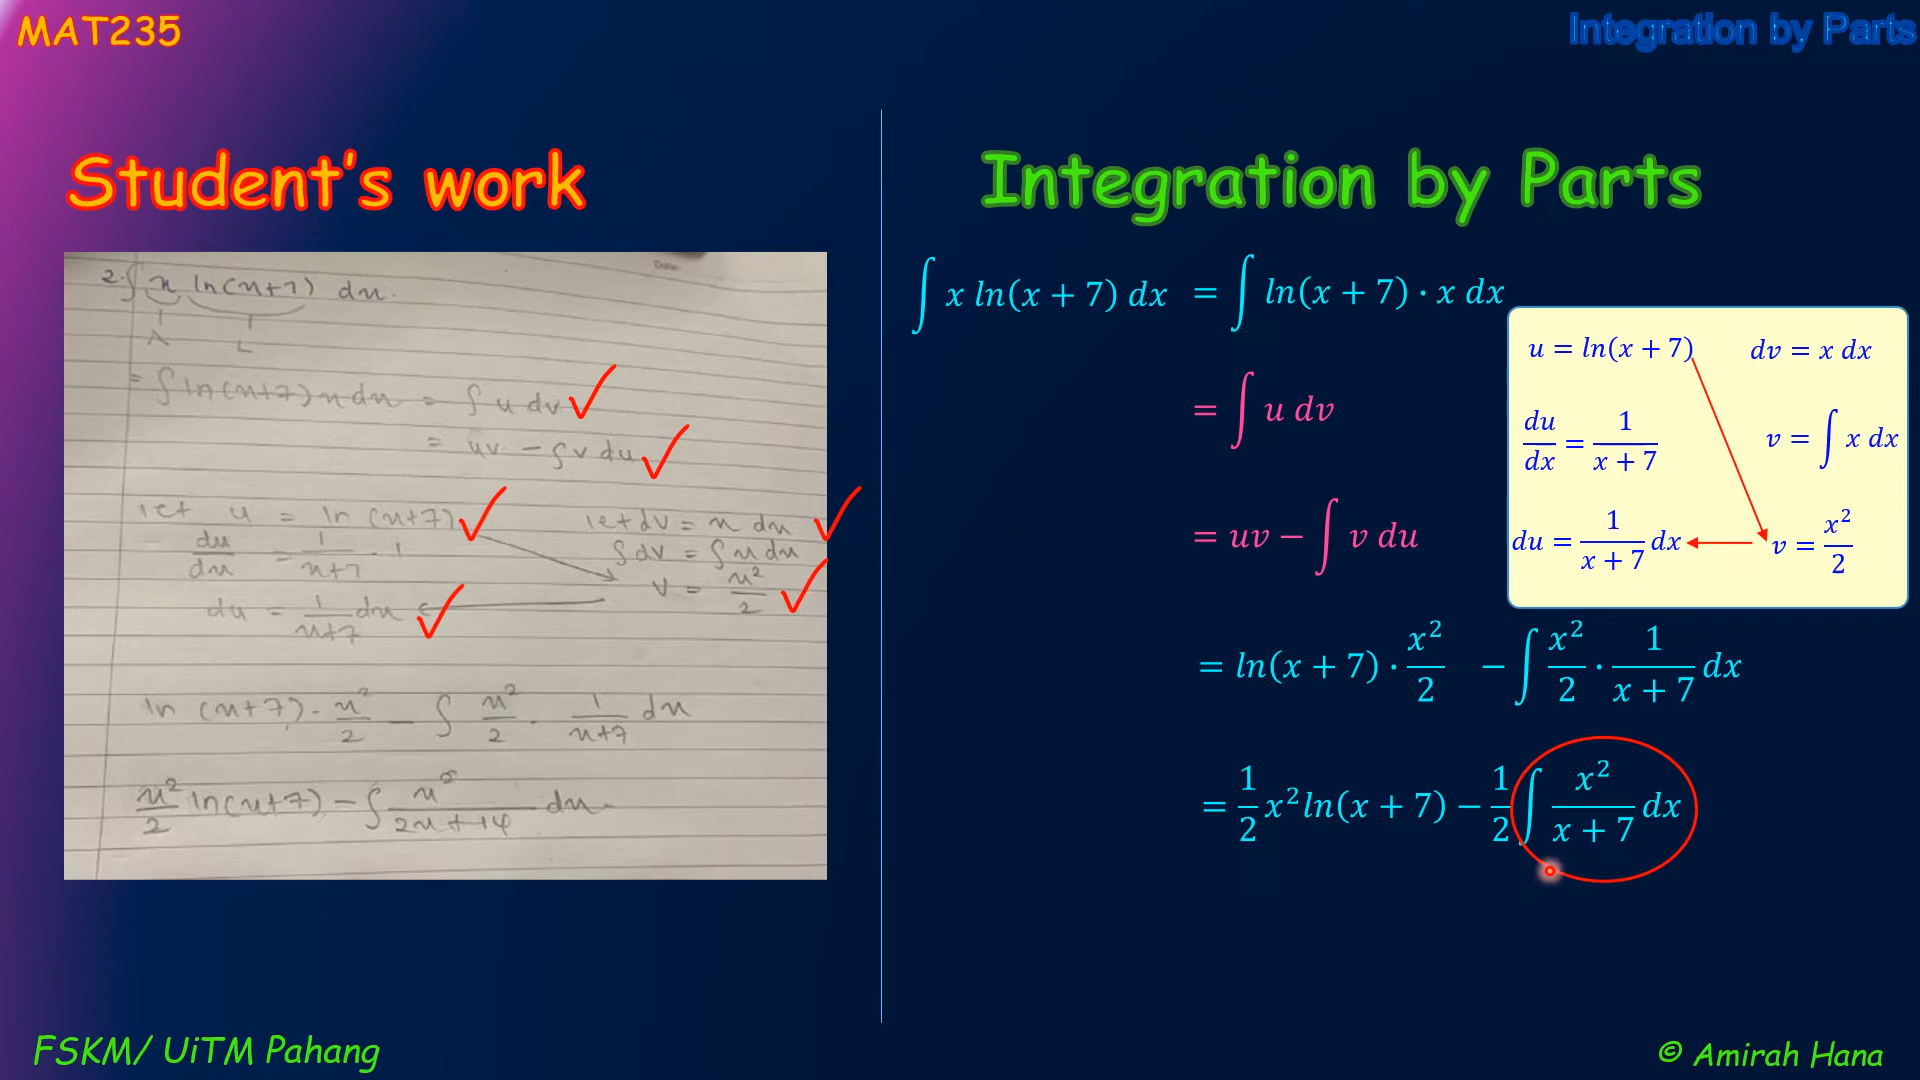 MAT235
Integration by Parts
Student's work
2. ∫ x ln(x+7) dx.
A L
= ∫ ln(x+7) x dx = ∫ u dv
= uv - ∫ v du
let u = ln (x+7)
let dv = x dx
du/dx = 1/x+7 · 1
∫ dv = ∫ x dx
v = x²/2
du = 1/x+7 dx
ln (x+7) · x²/2 - ∫ x²/2 · 1/x+7 dx
x²/2 ln(x+7) - ∫ x²/2x+14 dx
Integration by Parts
∫ x ln(x + 7) dx = ∫ ln(x + 7) · x dx
= ∫ u dv
= uv − ∫ v du
u = ln(x + 7) dv = x dx
du/dx = 1/x + 7 v = ∫ x dx
du = 1/x + 7 dx v = x²/2
= ln(x + 7) · x²/2 − ∫ x²/2 · 1/x + 7 dx
= 1/2 x² ln(x + 7) − 1/2 ∫ x²/x + 7 dx
FSKM/ UiTM Pahang
© Amirah Hana